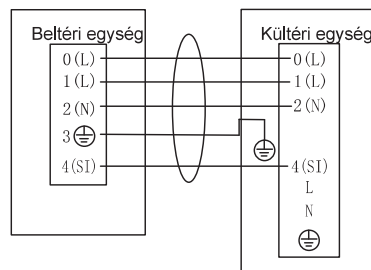 Beltéri egység
0(L)
1(L)
2(N)
3
4(SI)
Kültéri egység
0(L)
1(L)
2(N)
4(SI)
L
N